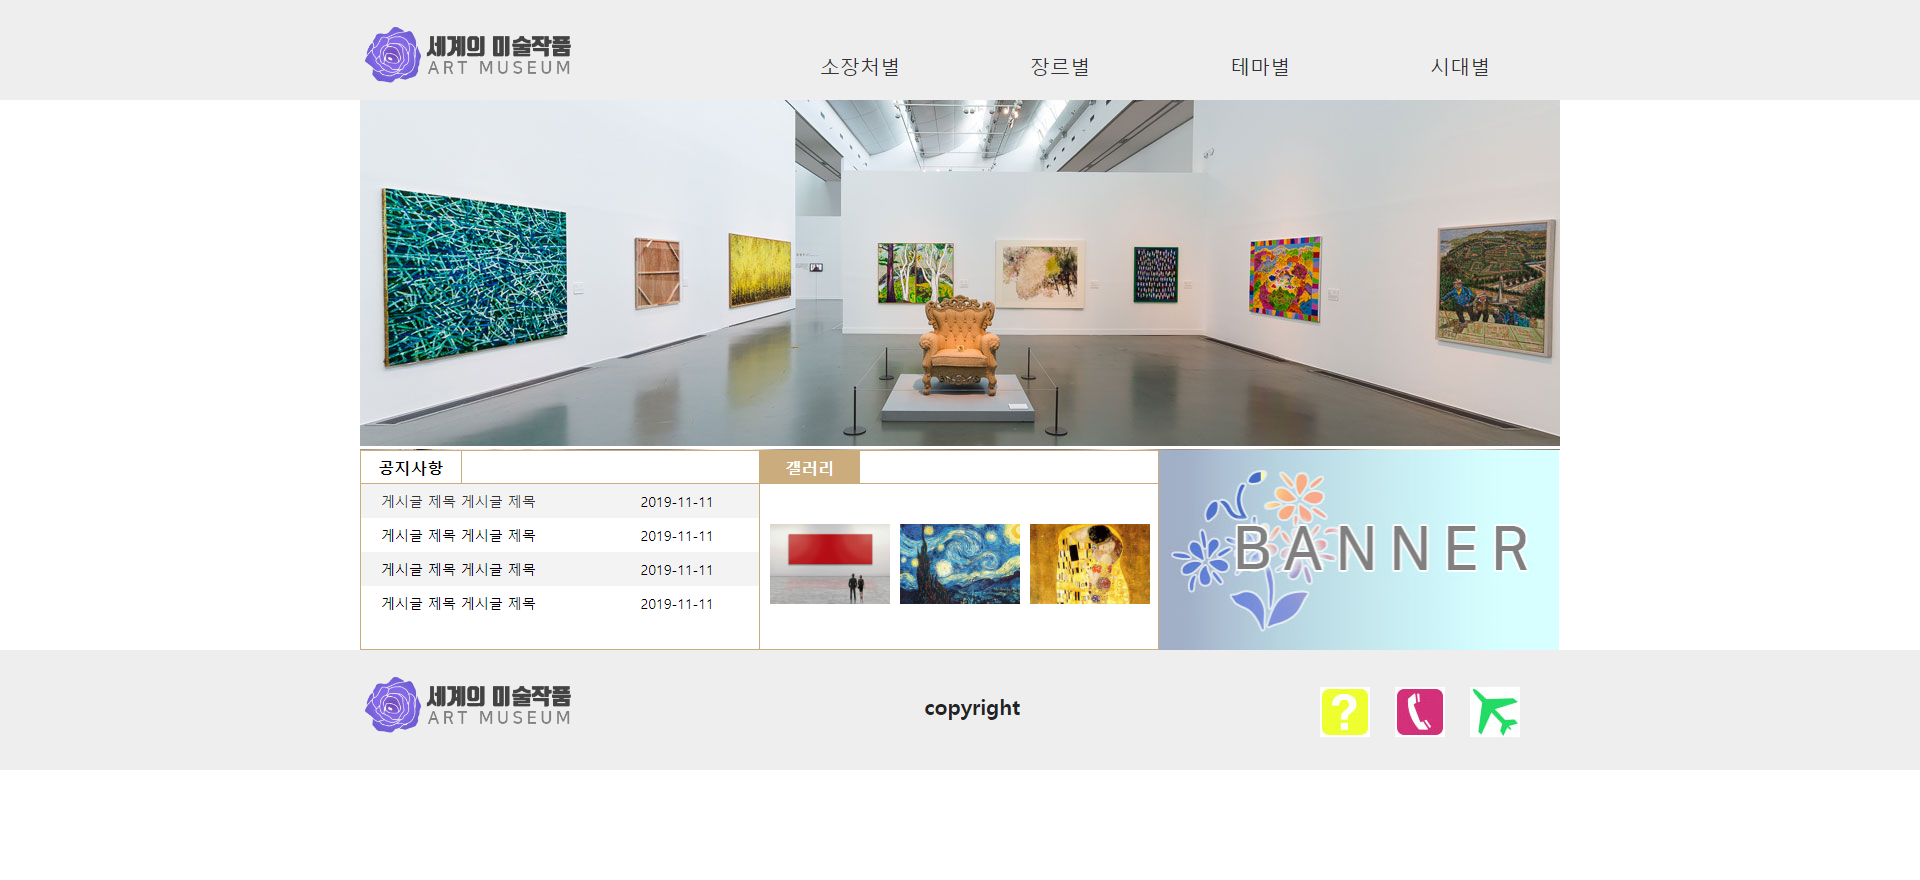 세계의 미술작품
ART MUSEUM
소장처별 장르별 테마별 시대별
공지사항
게시글 제목 게시글 제목 2019-11-11
게시글 제목 게시글 제목 2019-11-11
게시글 제목 게시글 제목 2019-11-11
게시글 제목 게시글 제목 2019-11-11
갤러리
BANNER
세계의 미술작품
ART MUSEUM
copyright
?